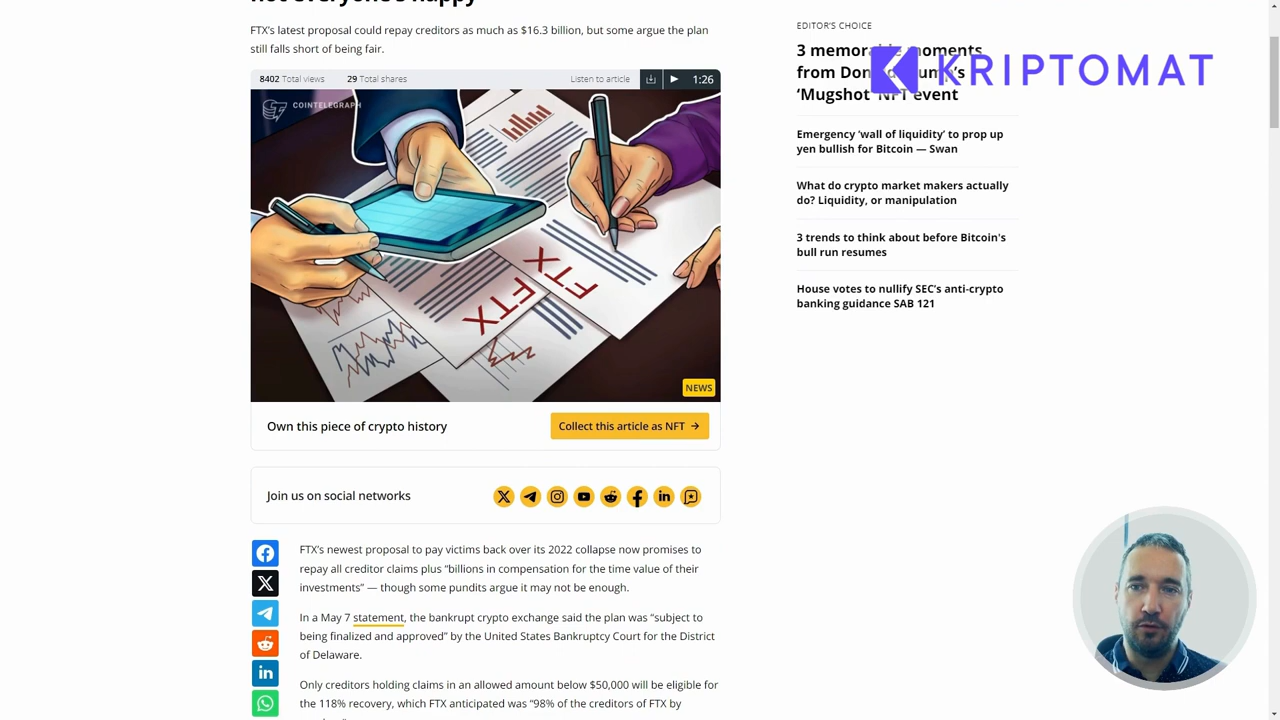 not everyone's happy
FTX's latest proposal could repay creditors as much as $16.3 billion, but some argue the plan
still falls short of being fair.
8402 Total views
29 Total shares
Listen to article
1:26
COINTELEGRAPH
FTX
FTX
NEWS
Own this piece of crypto history
Collect this article as NFT →
Join us on social networks
FTX's newest proposal to pay victims back over its 2022 collapse now promises to
repay all creditor claims plus “billions in compensation for the time value of their
investments” — though some pundits argue it may not be enough.
In a May 7 statement, the bankrupt crypto exchange said the plan was “subject to
being finalized and approved” by the United States Bankruptcy Court for the District
of Delaware.
Only creditors holding claims in an allowed amount below $50,000 will be eligible for
the 118% recovery, which FTX anticipated was “98% of the creditors of FTX by
EDITOR'S CHOICE
3 moments
from
‘Mugshot’ NFT event
KRIPTOMAT
Emergency ‘wall of liquidity’ to prop up
yen bullish for Bitcoin — Swan
What do crypto market makers actually
do? Liquidity, or manipulation
3 trends to think about before Bitcoin's
bull run resumes
House votes to nullify SEC's anti-crypto
banking guidance SAB 121